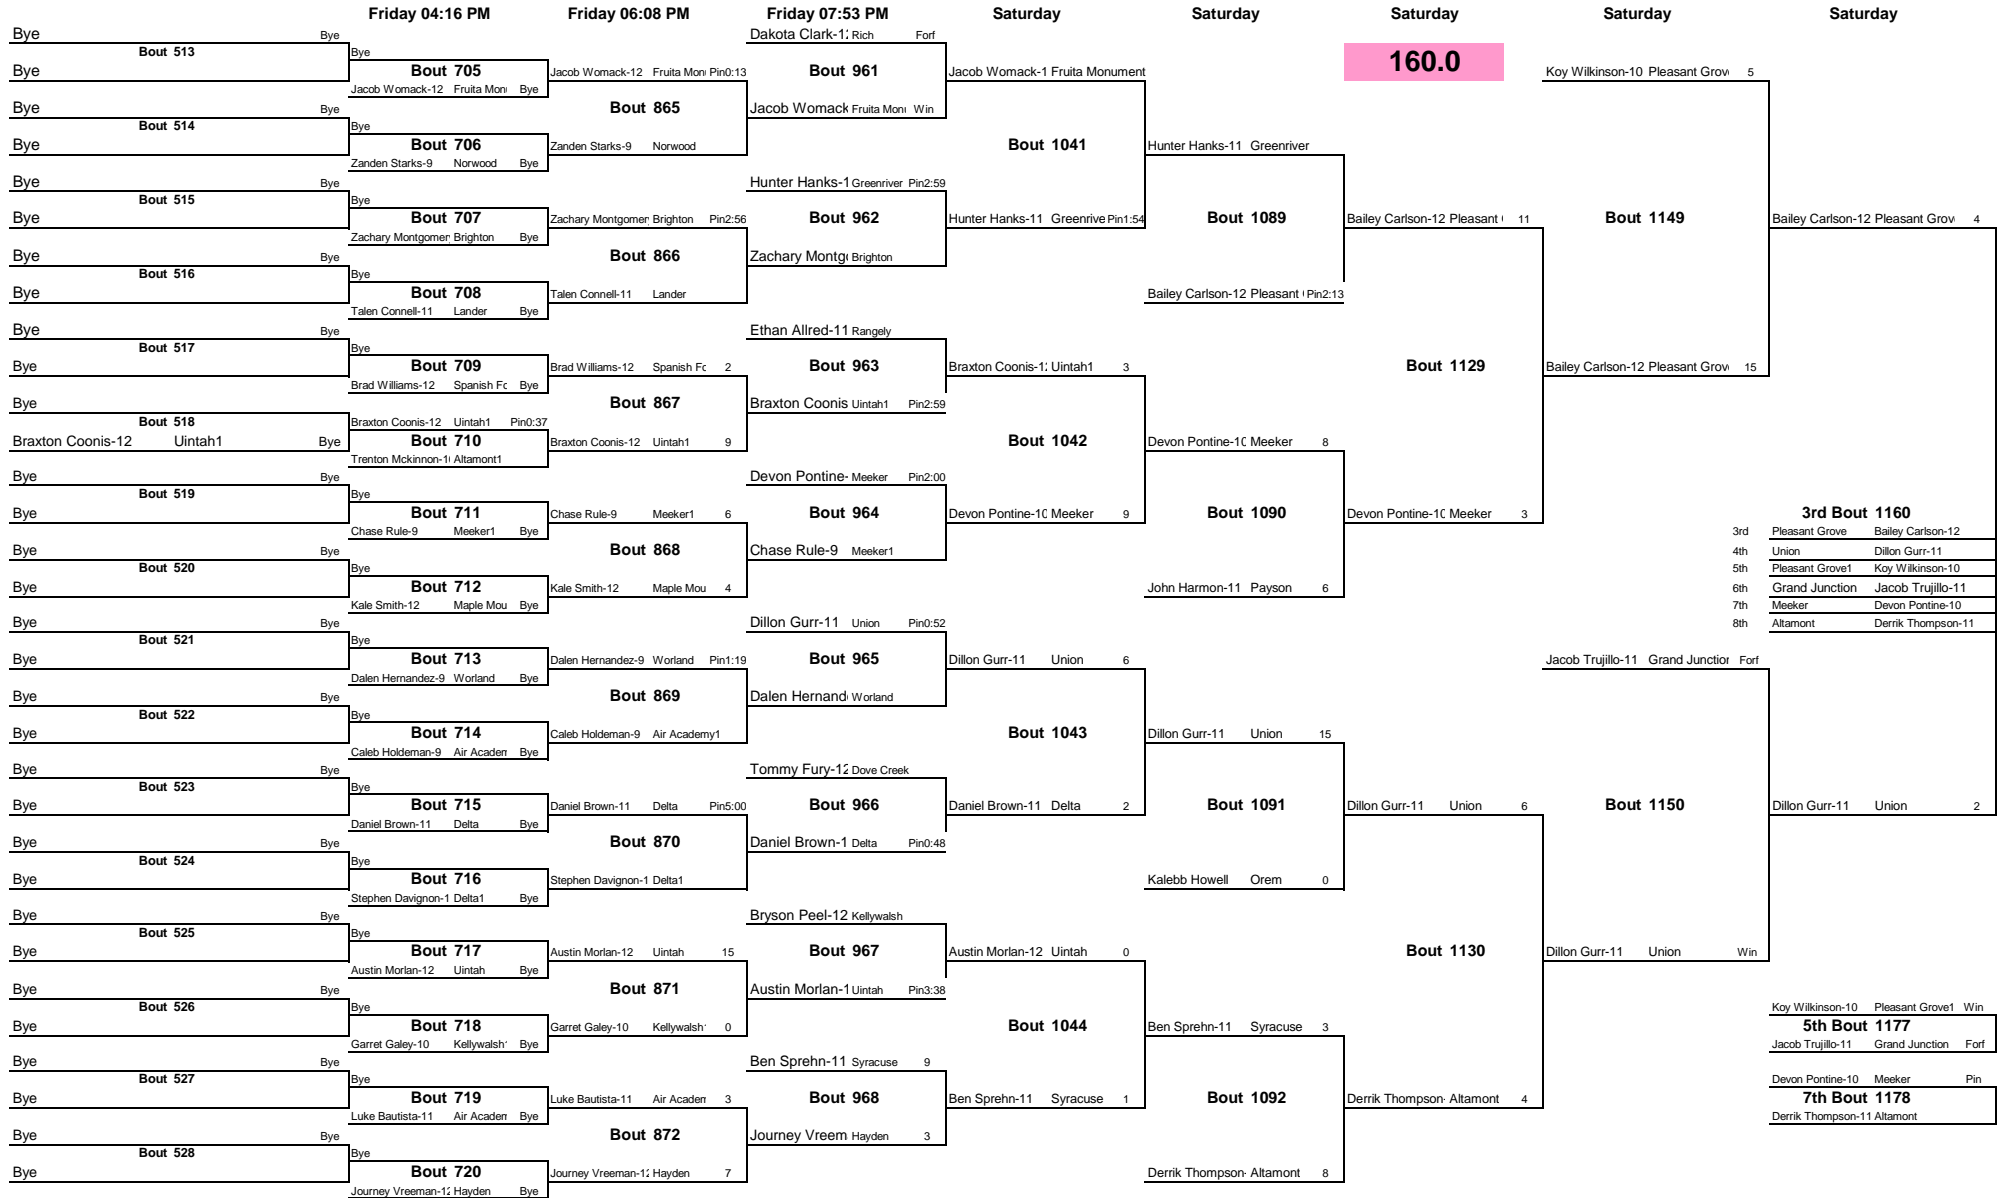 Friday 04:16 PM Friday 06:08 PM Friday 07:53 PM Saturday Saturday Saturday Saturday Saturday
160.0
Bye Bye
Bout 513
Bye
Bye Bye
Bout 514
Bye
Bye Bye
Bout 515
Bye
Bye Bye
Bout 516
Bye
Bye Bye
Bout 517
Bye
Bye
Bout 518
Braxton Coonis-12 Uintah1 Bye
Bye Bye
Bout 519
Bye
Bye Bye
Bout 520
Bye
Bye Bye
Bout 521
Bye
Bye Bye
Bout 522
Bye
Bye Bye
Bout 523
Bye
Bye Bye
Bout 524
Bye
Bye Bye
Bout 525
Bye
Bye Bye
Bout 526
Bye
Bye Bye
Bout 527
Bye
Bye Bye
Bout 528
Bye
Bye
Bout 705
Jacob Womack-12 Fruita Mon Bye
Bye
Bout 706
Zanden Starks-9 Norwood Bye
Bye
Bout 707
Zachary Montgomer Brighton Bye
Bye
Bout 708
Talen Connell-11 Lander Bye
Bye
Bout 709
Brad Williams-12 Spanish Fc Bye
Braxton Coonis-12 Uintah1 Pin0:37
Bout 710
Trenton Mckinnon-1 Altamont1
Bye
Bout 711
Chase Rule-9 Meeker1 Bye
Bye
Bout 712
Kale Smith-12 Maple Mou Bye
Bye
Bout 713
Dalen Hernandez-9 Worland Bye
Bye
Bout 714
Caleb Holdeman-9 Air Academ Bye
Bye
Bout 715
Daniel Brown-11 Delta Bye
Bye
Bout 716
Stephen Davignon-1 Delta1 Bye
Bye
Bout 717
Austin Morlan-12 Uintah Bye
Bye
Bout 718
Garret Galey-10 Kellywalsh Bye
Bye
Bout 719
Luke Bautista-11 Air Academ Bye
Bye
Bout 720
Journey Vreeman-12 Hayden Bye
Jacob Womack-12 Fruita Mon Pin0:13
Bout 865
Zanden Starks-9 Norwood
Zachary Montgomer Brighton Pin2:56
Bout 866
Talen Connell-11 Lander
Brad Williams-12 Spanish Fc 2
Bout 867
Braxton Coonis-12 Uintah1 9
Chase Rule-9 Meeker1 6
Bout 868
Kale Smith-12 Maple Mou 4
Dalen Hernandez-9 Worland Pin1:19
Bout 869
Caleb Holdeman-9 Air Academy1
Daniel Brown-11 Delta Pin5:00
Bout 870
Stephen Davignon-1 Delta1
Austin Morlan-12 Uintah 15
Bout 871
Garret Galey-10 Kellywalsh 0
Luke Bautista-11 Air Academ 3
Bout 872
Journey Vreeman-12 Hayden 7
Dakota Clark-12 Rich Forf
Bout 961
Jacob Womack Fruita Mon Win
Hunter Hanks-1 Greenriver Pin2:59
Bout 962
Zachary Montg Brighton
Ethan Allred-11 Rangely
Bout 963
Braxton Coonis Uintah1 Pin2:59
Devon Pontine- Meeker Pin2:00
Bout 964
Chase Rule-9 Meeker1
Dillon Gurr-11 Union Pin0:52
Bout 965
Dalen Hernand Worland
Tommy Fury-12 Dove Creek
Bout 966
Daniel Brown-1 Delta Pin0:48
Bryson Peel-12 Kellywalsh
Bout 967
Austin Morlan-1 Uintah Pin3:38
Ben Sprehn-11 Syracuse 9
Bout 968
Journey Vreem Hayden 3
Jacob Womack-1 Fruita Monument
Bout 1041
Hunter Hanks-11 Greenrive Pin1:54
Braxton Coonis-12 Uintah1 3
Bout 1042
Devon Pontine-10 Meeker 9
Dillon Gurr-11 Union 6
Bout 1043
Daniel Brown-11 Delta 2
Austin Morlan-12 Uintah 0
Bout 1044
Ben Sprehn-11 Syracuse 1
Hunter Hanks-11 Greenriver
Bout 1089
Bailey Carlson-12 Pleasant Pin2:13
Devon Pontine-10 Meeker 8
Bout 1090
John Harmon-11 Payson 6
Dillon Gurr-11 Union 15
Bout 1091
Kalebb Howell Orem 0
Ben Sprehn-11 Syracuse 3
Bout 1092
Derrik Thompson- Altamont 8
Bailey Carlson-12 Pleasant 11
Bout 1129
Devon Pontine-10 Meeker 3
Dillon Gurr-11 Union 6
Bout 1130
Derrik Thompson- Altamont 4
Koy Wilkinson-10 Pleasant Grov 5
Bout 1149
Bailey Carlson-12 Pleasant Grov 15
Jacob Trujillo-11 Grand Junction Forf
Bout 1150
Dillon Gurr-11 Union Win
Bailey Carlson-12 Pleasant Grov 4
3rd Bout 1160
3rd Pleasant Grove Bailey Carlson-12
4th Union Dillon Gurr-11
5th Pleasant Grove1 Koy Wilkinson-10
6th Grand Junction Jacob Trujillo-11
7th Meeker Devon Pontine-10
8th Altamont Derrik Thompson-11
Dillon Gurr-11 Union 2
Koy Wilkinson-10 Pleasant Grove1 Win
5th Bout 1177
Jacob Trujillo-11 Grand Junction Forf
Devon Pontine-10 Meeker Pin
7th Bout 1178
Derrik Thompson-11 Altamont